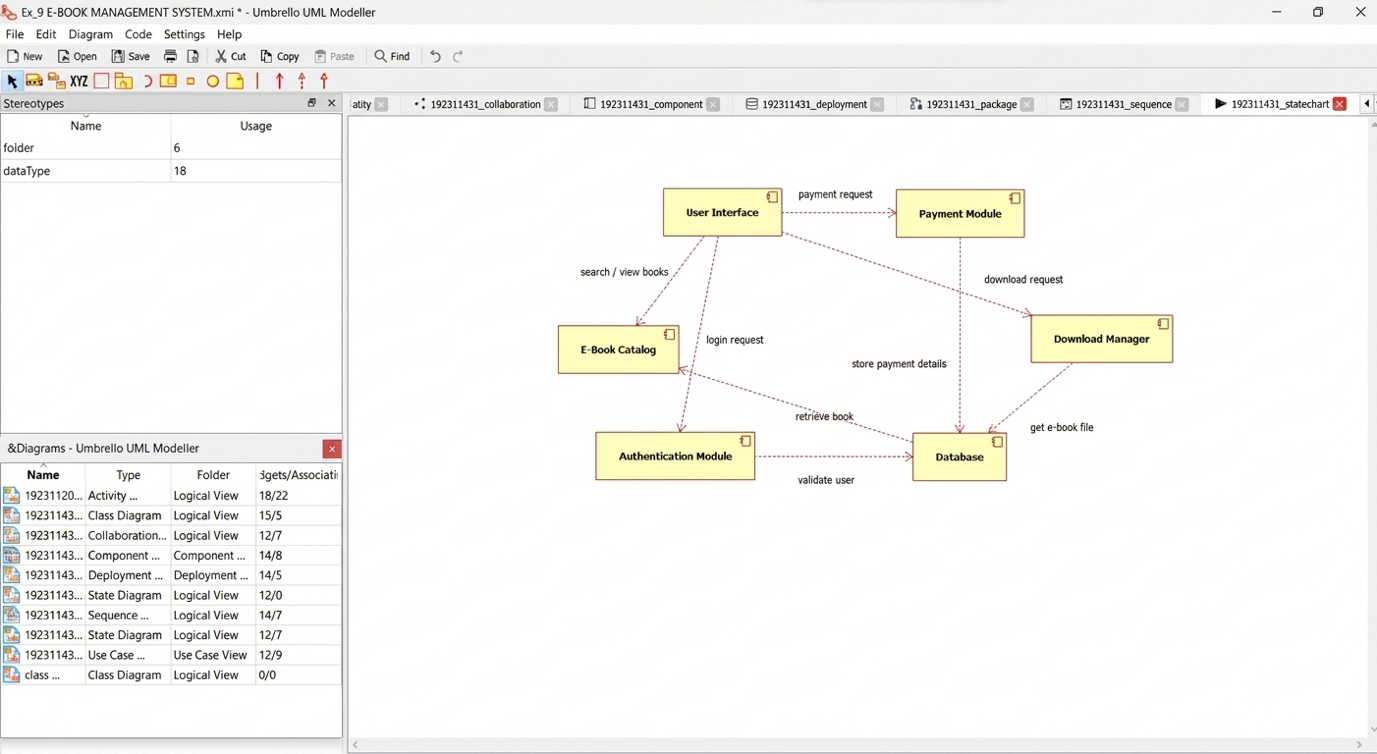 Ex_9 E-BOOK MANAGEMENT SYSTEM.xmi * - Umbrello UML Modeller
File Edit Diagram Code Settings Help
New Open Save Cut Copy Paste Find
XYZ
Stereotypes
Name Usage
folder 6
dataType 18
atity 192311431_collaboration 192311431_component 192311431_deployment 192311431_package 192311431_sequence 192311431_statechart
User Interface
payment request
Payment Module
search / view books
download request
E-Book Catalog
login request
Download Manager
store payment details
retrieve book
get e-book file
Authentication Module
Database
validate user
&Diagrams - Umbrello UML Modeller
Name Type Folder ʒgets/Associati
19231120... Activity ... Logical View 18/22
19231143... Class Diagram Logical View 15/5
19231143... Collaboration... Logical View 12/7
19231143... Component ... Component ... 14/8
19231143... Deployment ... Deployment ... 14/5
19231143... State Diagram Logical View 12/0
19231143... Sequence ... Logical View 14/7
19231143... State Diagram Logical View 12/7
19231143... Use Case ... Use Case View 12/9
class ... Class Diagram Logical View 0/0